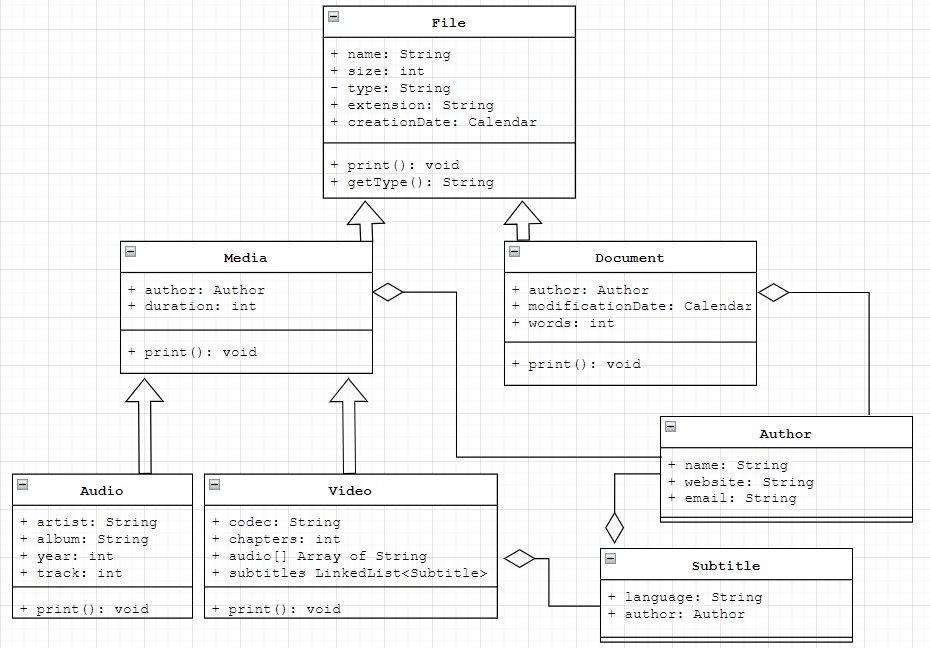 File
+ name: String
+ size: int
- type: String
+ extension: String
+ creationDate: Calendar
+ print(): void
+ getType(): String
Media
+ author: Author
+ duration: int
+ print(): void
Document
+ author: Author
+ modificationDate: Calendar
+ words: int
+ print(): void
Author
+ name: String
+ website: String
+ email: String
Audio
+ artist: String
+ album: String
+ year: int
+ track: int
+ print(): void
Video
+ codec: String
+ chapters: int
+ audio[] Array of String
+ subtitles LinkedList<Subtitle>
+ print(): void
Subtitle
+ language: String
+ author: Author